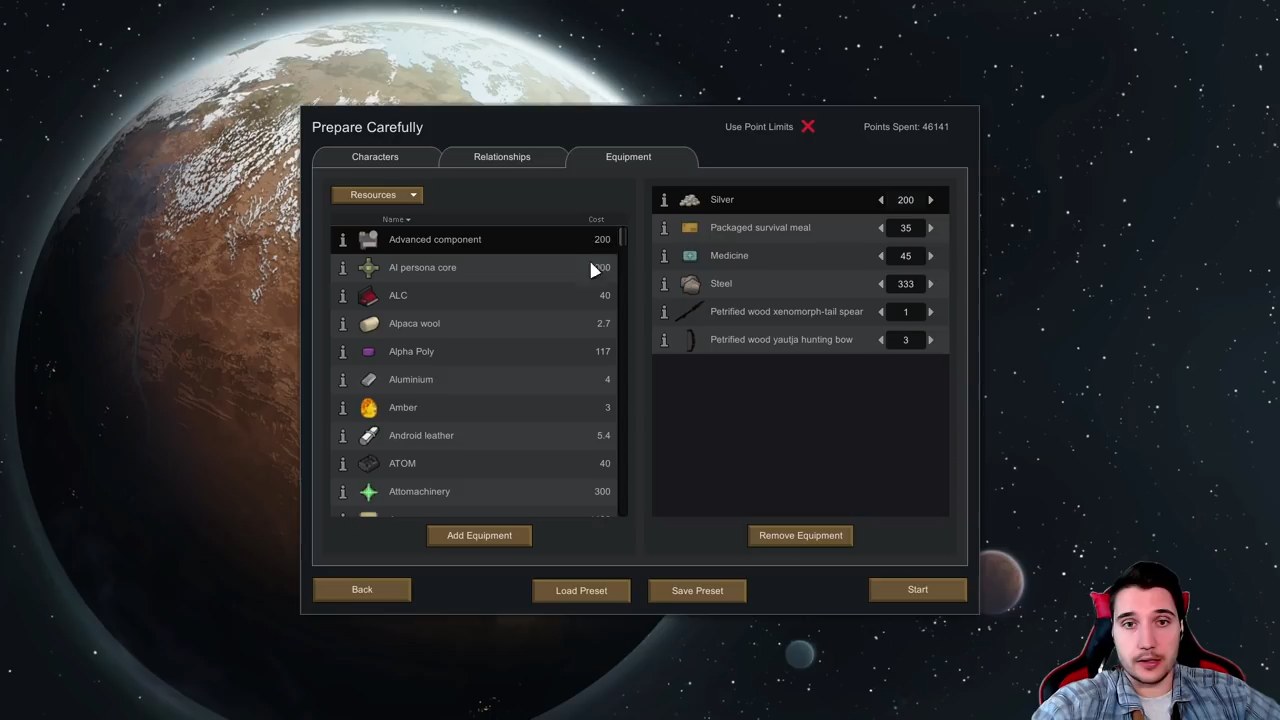 Prepare Carefully
Use Point Limits
Points Spent: 46141
Characters
Relationships
Equipment
Resources
Name
Cost
Advanced component 200
AI persona core
ALC 40
Alpaca wool 2.7
Alpha Poly 117
Aluminium 4
Amber 3
Android leather 5.4
ATOM 40
Attomachinery 300
Silver 200
Packaged survival meal 35
Medicine 45
Steel 333
Petrified wood xenomorph-tail spear 1
Petrified wood yautja hunting bow 3
Add Equipment
Remove Equipment
Back
Load Preset
Save Preset
Start